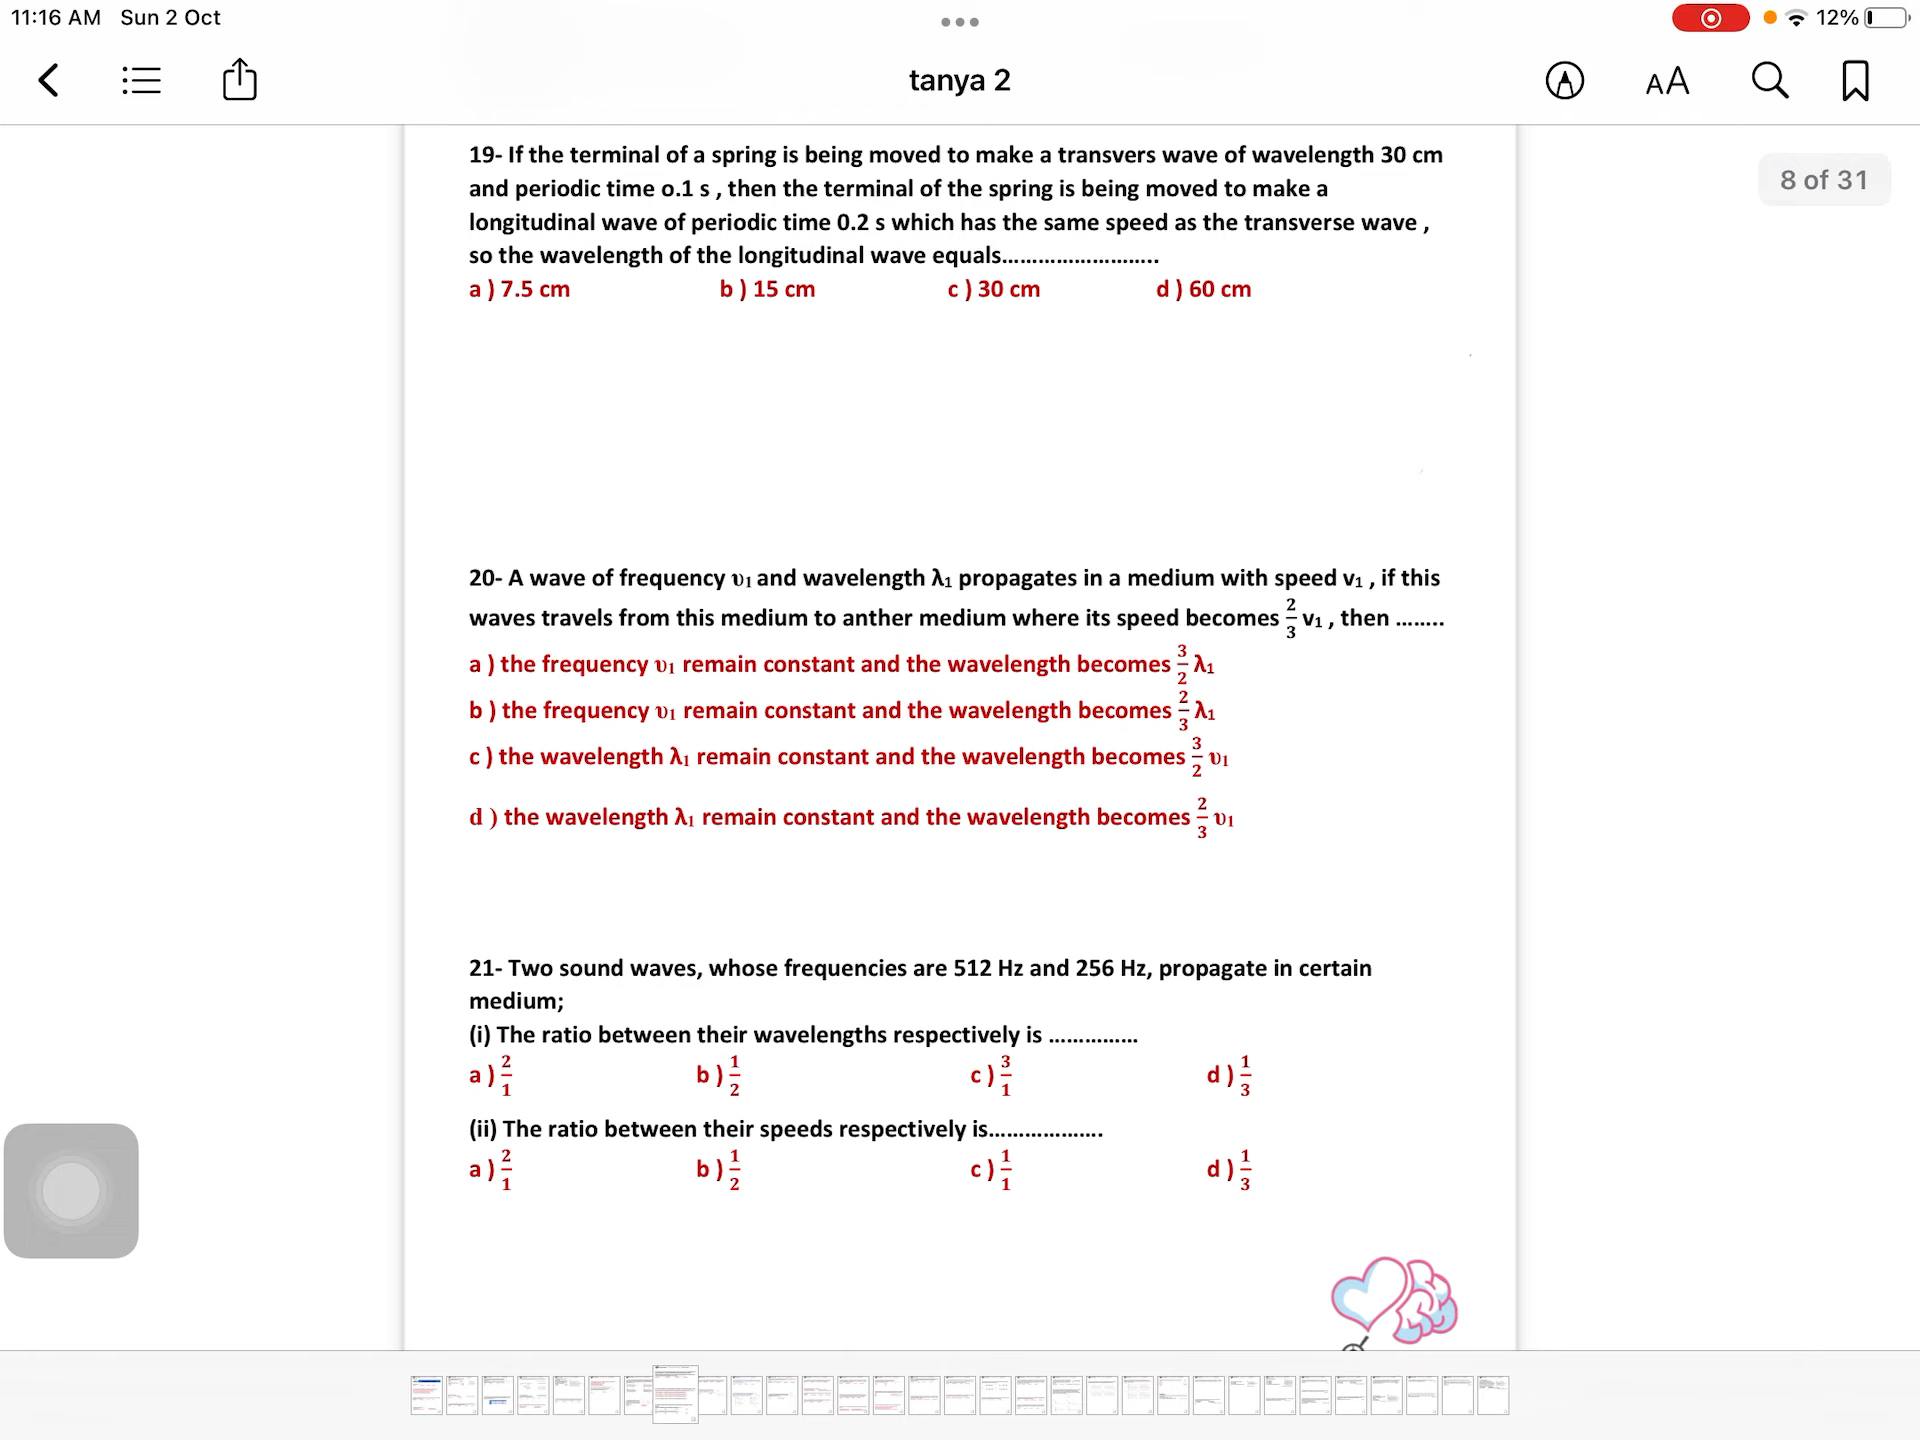 11:16 AM Sun 2 Oct
12%
tanya 2
AA
8 of 31
19- If the terminal of a spring is being moved to make a transvers wave of wavelength 30 cm
and periodic time o.1 s , then the terminal of the spring is being moved to make a
longitudinal wave of periodic time 0.2 s which has the same speed as the transverse wave ,
so the wavelength of the longitudinal wave equals..........................
a ) 7.5 cm b ) 15 cm c ) 30 cm d ) 60 cm
20- A wave of frequency υ₁ and wavelength λ₁ propagates in a medium with speed v₁ , if this
waves travels from this medium to anther medium where its speed becomes 2/3 v₁ , then ........
a ) the frequency υ₁ remain constant and the wavelength becomes 3/2 λ₁
b ) the frequency υ₁ remain constant and the wavelength becomes 2/3 λ₁
c ) the wavelength λ₁ remain constant and the wavelength becomes 3/2 υ₁
d ) the wavelength λ₁ remain constant and the wavelength becomes 2/3 υ₁
21- Two sound waves, whose frequencies are 512 Hz and 256 Hz, propagate in certain
medium;
(i) The ratio between their wavelengths respectively is ...............
a ) 2/1 b ) 1/2 c ) 3/1 d ) 1/3
(ii) The ratio between their speeds respectively is...................
a ) 2/1 b ) 1/2 c ) 1/1 d ) 1/3